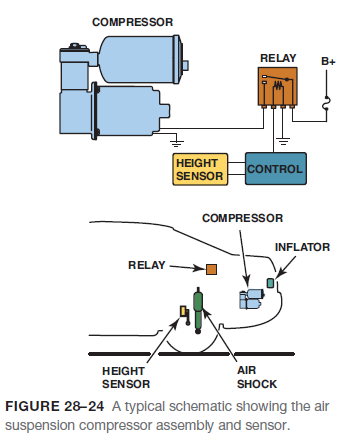 COMPRESSOR
RELAY
B+
HEIGHT
SENSOR
CONTROL
COMPRESSOR
INFLATOR
RELAY
HEIGHT
SENSOR
AIR
SHOCK
FIGURE 28–24 A typical schematic showing the air
suspension compressor assembly and sensor.